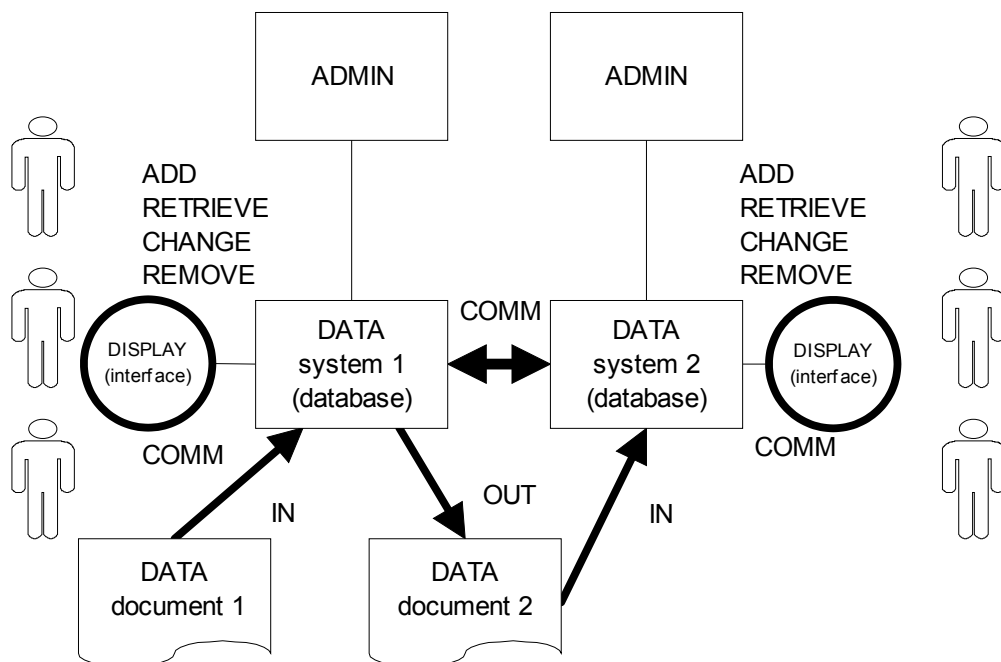 ADMIN
ADMIN
ADD
RETRIEVE
CHANGE
REMOVE
ADD
RETRIEVE
CHANGE
REMOVE
DISPLAY
(interface)
DATA
system 1
(database)
COMM
DATA
system 2
(database)
DISPLAY
(interface)
COMM
COMM
IN
OUT
IN
DATA
document 1
DATA
document 2